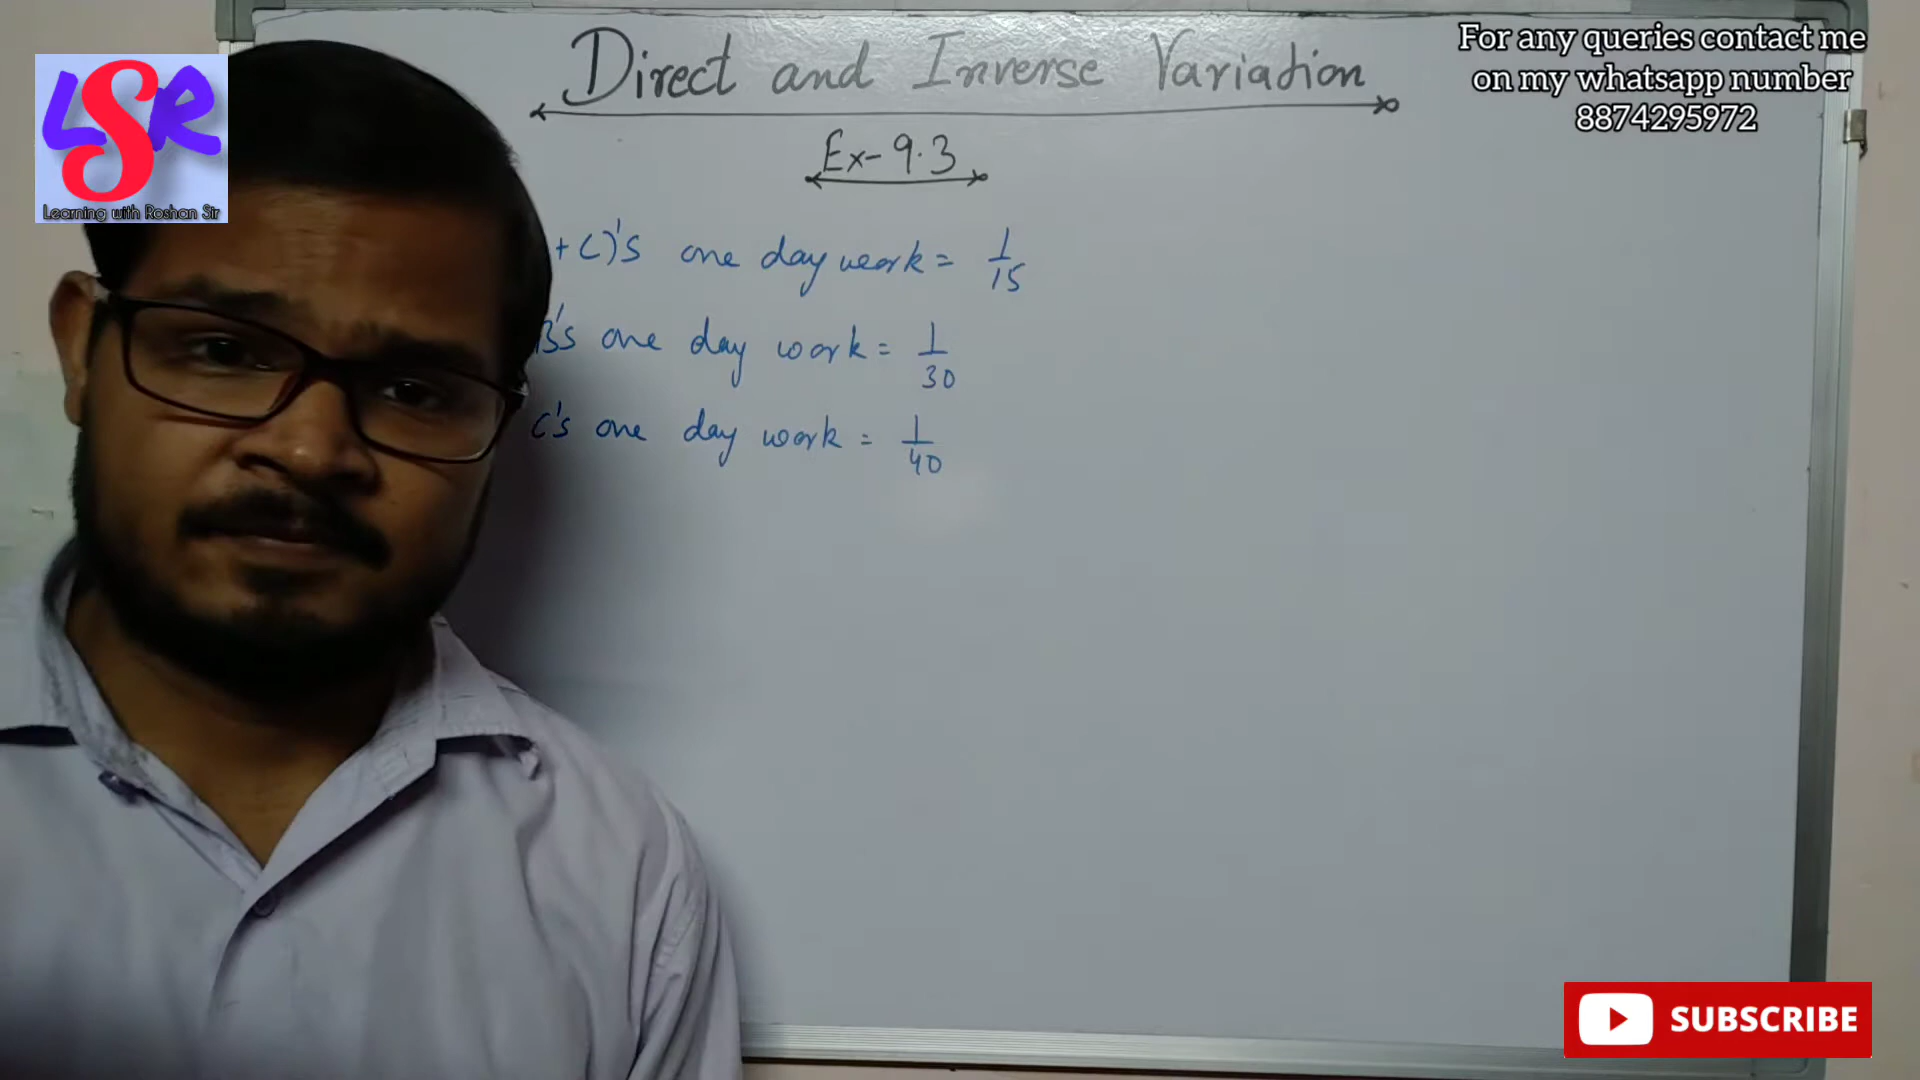 LSR
Learning with Roshan Sir
Direct and Inverse Variation
For any queries contact me
on my whatsapp number
8874295972
Ex-9.3
+ C)'s one day work = 1/15
B's one day work = 1/30
C's one day work = 1/40
SUBSCRIBE